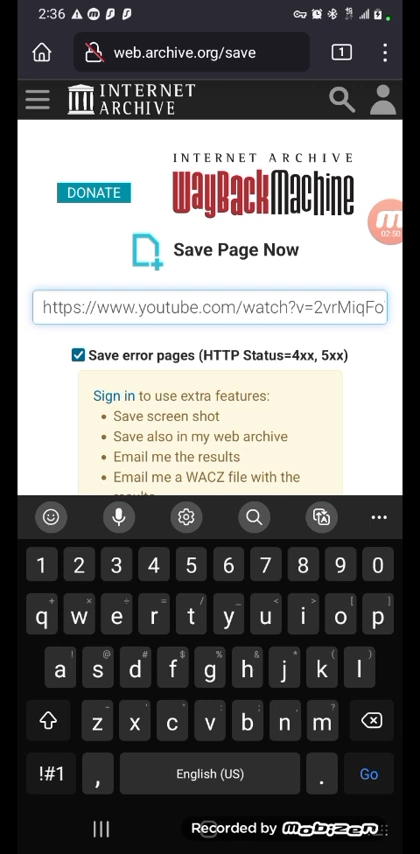 2:36
web.archive.org/save
1
INTERNET
ARCHIVE
INTERNET ARCHIVE
DONATE
WayBackMachine
Save Page Now
02:50
https://www.youtube.com/watch?v=2vrMiqFo
Save error pages (HTTP Status=4xx, 5xx)
Sign in to use extra features:
Save screen shot
Save also in my web archive
Email me the results
Email me a WACZ file with the
results
1 2 3 4 5 6 7 8 9 0
q w e r t y u i o p
a s d f g h j k l
z x c v b n m
!#1 , English (US) . Go
Recorded by mobizen